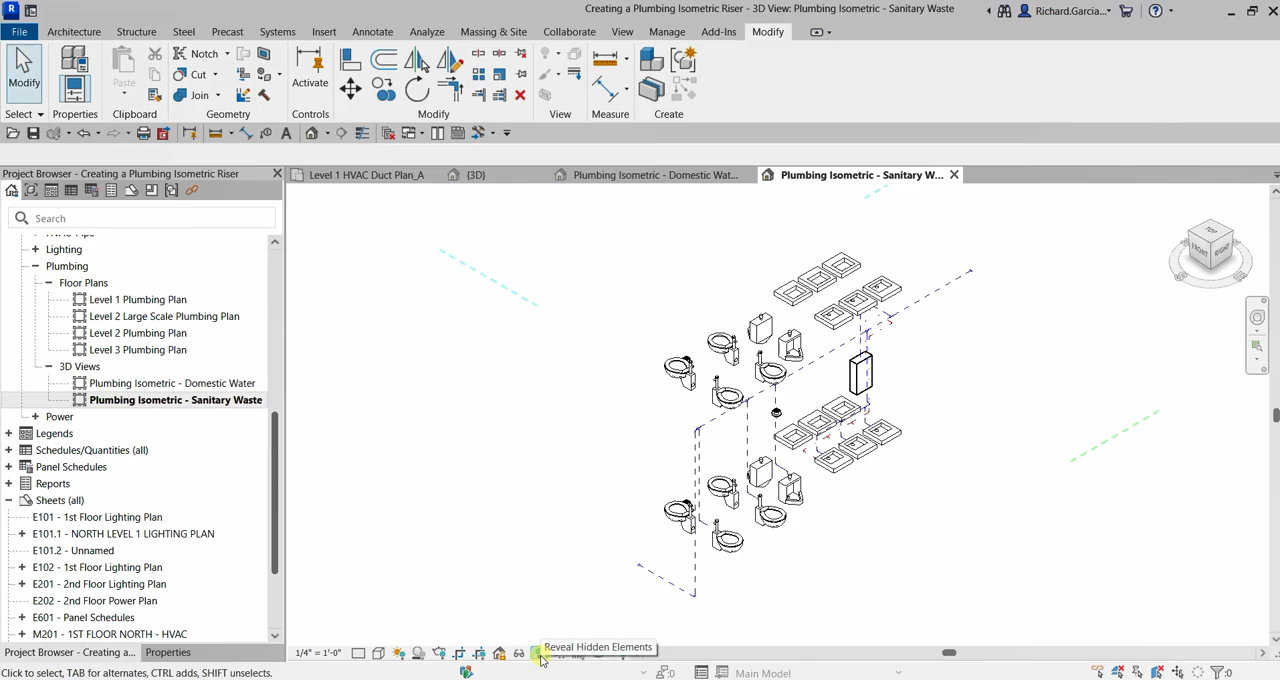 Creating a Plumbing Isometric Riser - 3D View: Plumbing Isometric - Sanitary Waste
Richard.Garcia...
File Architecture Structure Steel Precast Systems Insert Annotate Analyze Massing & Site Collaborate View Manage Add-Ins Modify
Modify Paste Notch Cut Join Activate
Select Properties Clipboard Geometry Controls Modify View Measure Create
Project Browser - Creating a Plumbing Isometric Riser
Level 1 HVAC Duct Plan_A {3D} Plumbing Isometric - Domestic Wat... Plumbing Isometric - Sanitary W...
Search
Lighting
Plumbing
Floor Plans
Level 1 Plumbing Plan
Level 2 Large Scale Plumbing Plan
Level 2 Plumbing Plan
Level 3 Plumbing Plan
3D Views
Plumbing Isometric - Domestic Water
Plumbing Isometric - Sanitary Waste
Power
Legends
Schedules/Quantities (all)
Panel Schedules
Reports
Sheets (all)
E101 - 1st Floor Lighting Plan
E101.1 - NORTH LEVEL 1 LIGHTING PLAN
E101.2 - Unnamed
E102 - 1st Floor Lighting Plan
E201 - 2nd Floor Lighting Plan
E202 - 2nd Floor Power Plan
E601 - Panel Schedules
M201 - 1ST FLOOR NORTH - HVAC
TOP
FRONT RIGHT
Reveal Hidden Elements
Project Browser - Creating a... Properties
1/4" = 1'-0"
Click to select, TAB for alternates, CTRL adds, SHIFT unselects.
:0 Main Model :0